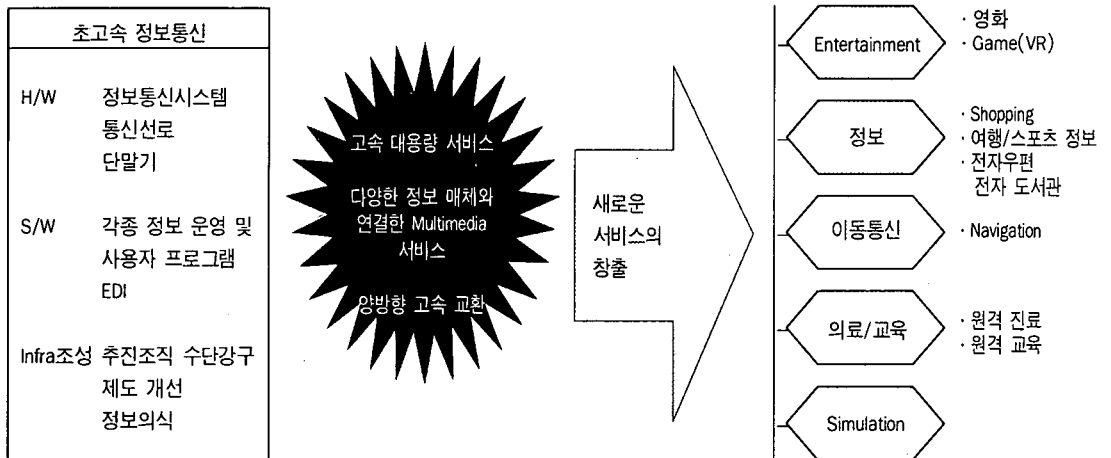 초고속 정보통신
H/W 정보통신시스템
통신선로
단말기
S/W 각종 정보 운영 및
사용자 프로그램
EDI
Infra조성 추진조직 수단강구
제도 개선
정보의식
고속 대용량 서비스
다양한 정보 매체와
연결한 Multimedia
서비스
양방향 고속 교환
새로운
서비스의
창출
Entertainment
· 영화
· Game(VR)
정보
· Shopping
· 여행/스포츠 정보
· 전자우편
전자 도서관
이동통신
· Navigation
의료/교육
· 원격 진료
· 원격 교육
Simulation